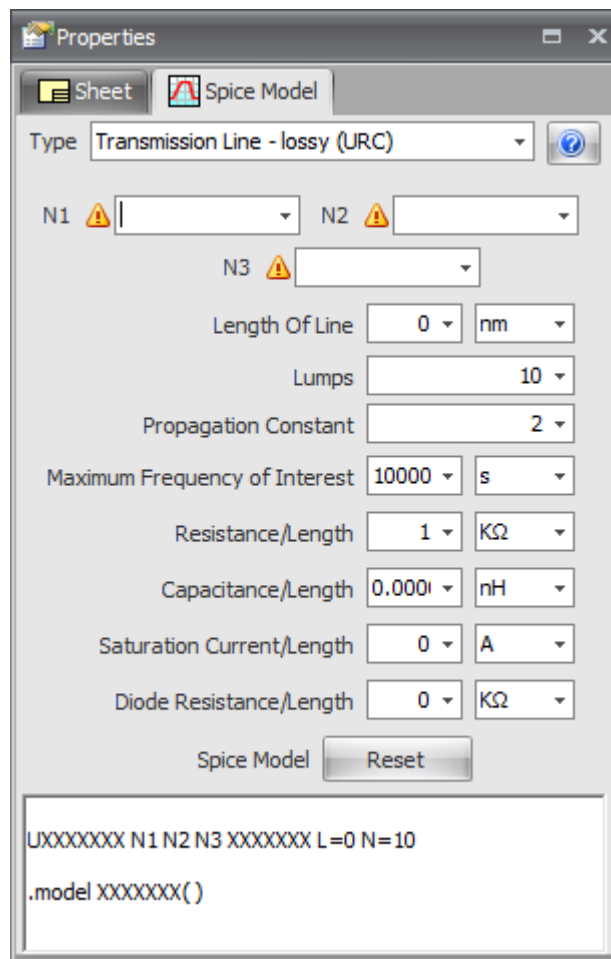 Properties
Sheet Spice Model
Type Transmission Line - lossy (URC)
N1 N2
N3
Length Of Line 0 nm
Lumps 10
Propagation Constant 2
Maximum Frequency of Interest 10000 s
Resistance/Length 1 KΩ
Capacitance/Length 0.000 nH
Saturation Current/Length 0 A
Diode Resistance/Length 0 KΩ
Spice Model Reset
UXXXXXXX N1 N2 N3 XXXXXXX L=0 N=10
.model XXXXXXX( )